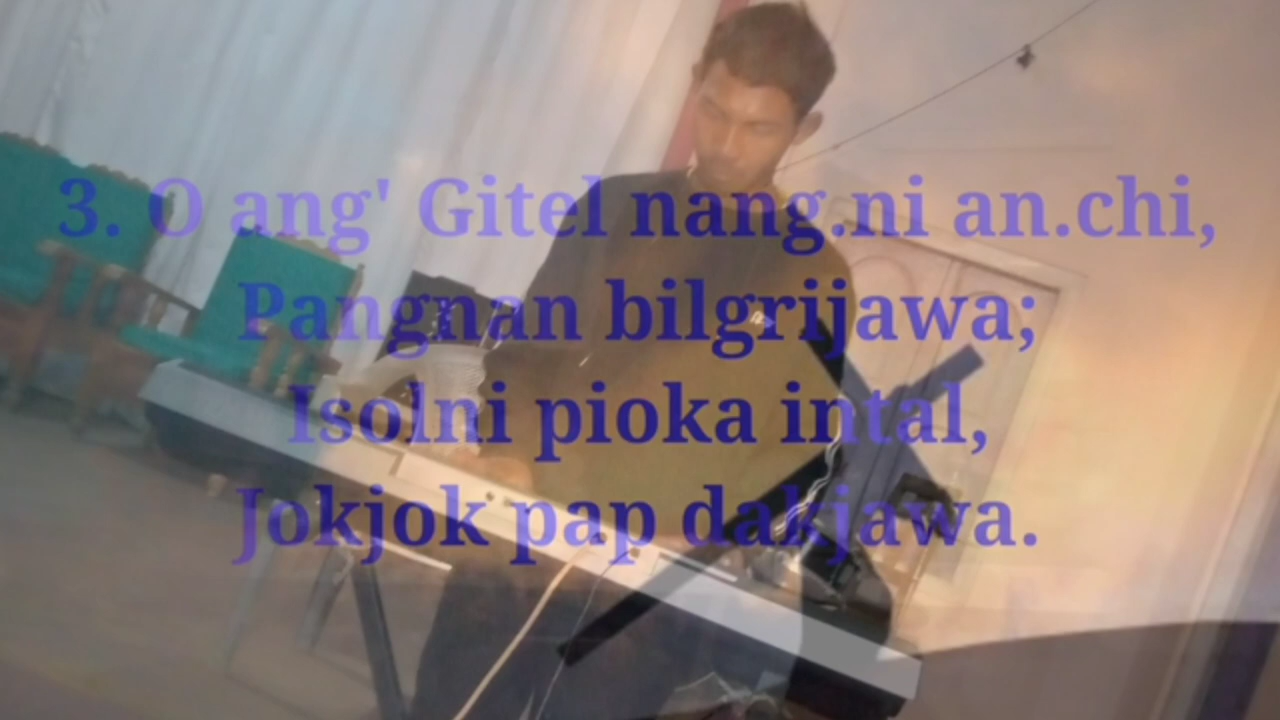 3. O ang' Gitel nang.ni an.chi,
Pangnan bilgrijawa;
Isolni pioka intal,
Jokjok pap dakjawa.